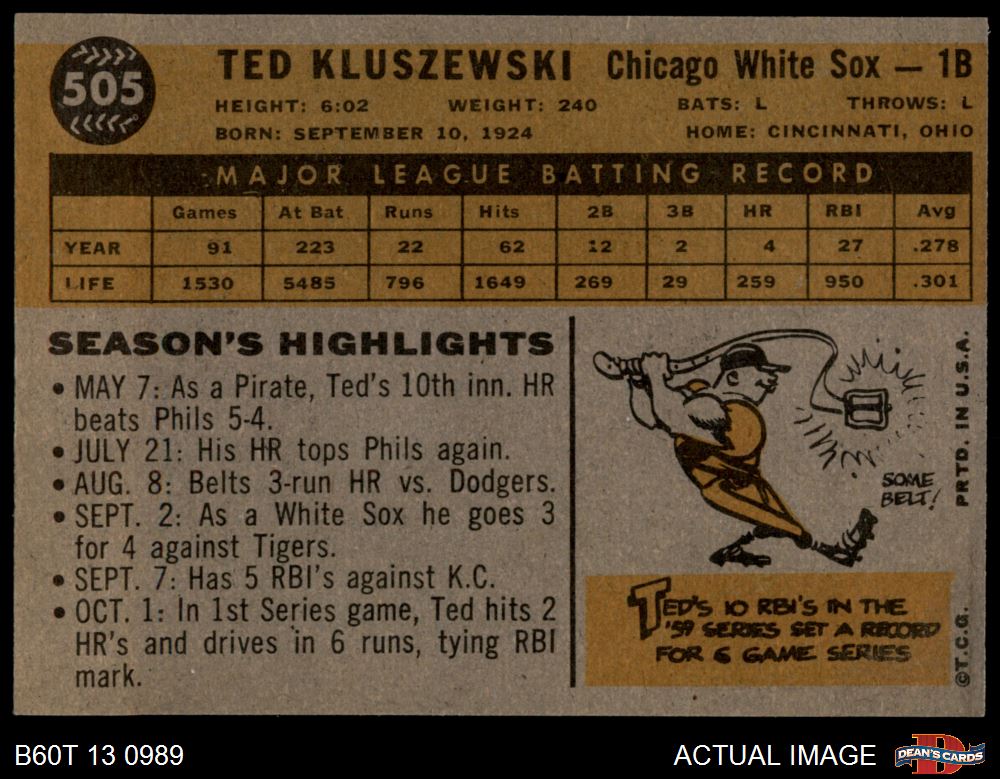 505
TED KLUSZEWSKI Chicago White Sox — 1B
HEIGHT: 6:02 WEIGHT: 240 BATS: L THROWS: L
BORN: SEPTEMBER 10, 1924 HOME: CINCINNATI, OHIO
MAJOR LEAGUE BATTING RECORD
Games At Bat Runs Hits 2B 3B HR RBI Avg
YEAR 91 223 22 62 12 2 4 27 .278
LIFE 1530 5485 796 1649 269 29 259 950 .301
SEASON'S HIGHLIGHTS
• MAY 7: As a Pirate, Ted's 10th inn. HR
beats Phils 5-4.
• JULY 21: His HR tops Phils again.
• AUG. 8: Belts 3-run HR vs. Dodgers.
• SEPT. 2: As a White Sox he goes 3
for 4 against Tigers.
• SEPT. 7: Has 5 RBI's against K.C.
• OCT. 1: In 1st Series game, Ted hits 2
HR's and drives in 6 runs, tying RBI
mark.
SOME
BELT!
TED'S 10 RBI'S IN THE
'59 SERIES SET A RECORD
FOR 6 GAME SERIES
©T.C.G. PRTD. IN U.S.A.
B60T 13 0989 ACTUAL IMAGE
DEAN'S CARDS